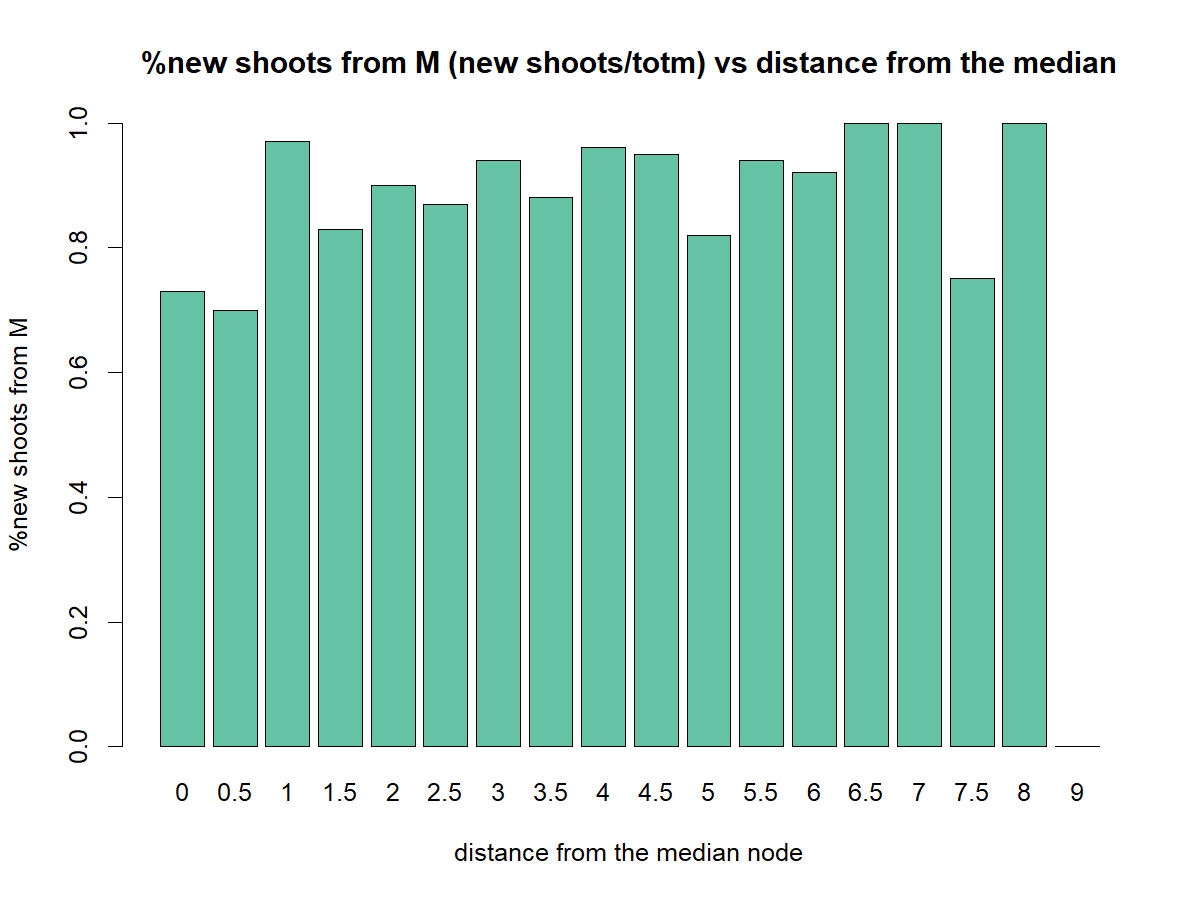 %new shoots from M (new shoots/totm) vs distance from the median
%new shoots from M
1.0
0.8
0.6
0.4
0.2
0.0
0 0.5 1 1.5 2 2.5 3 3.5 4 4.5 5 5.5 6 6.5 7 7.5 8 9
distance from the median node